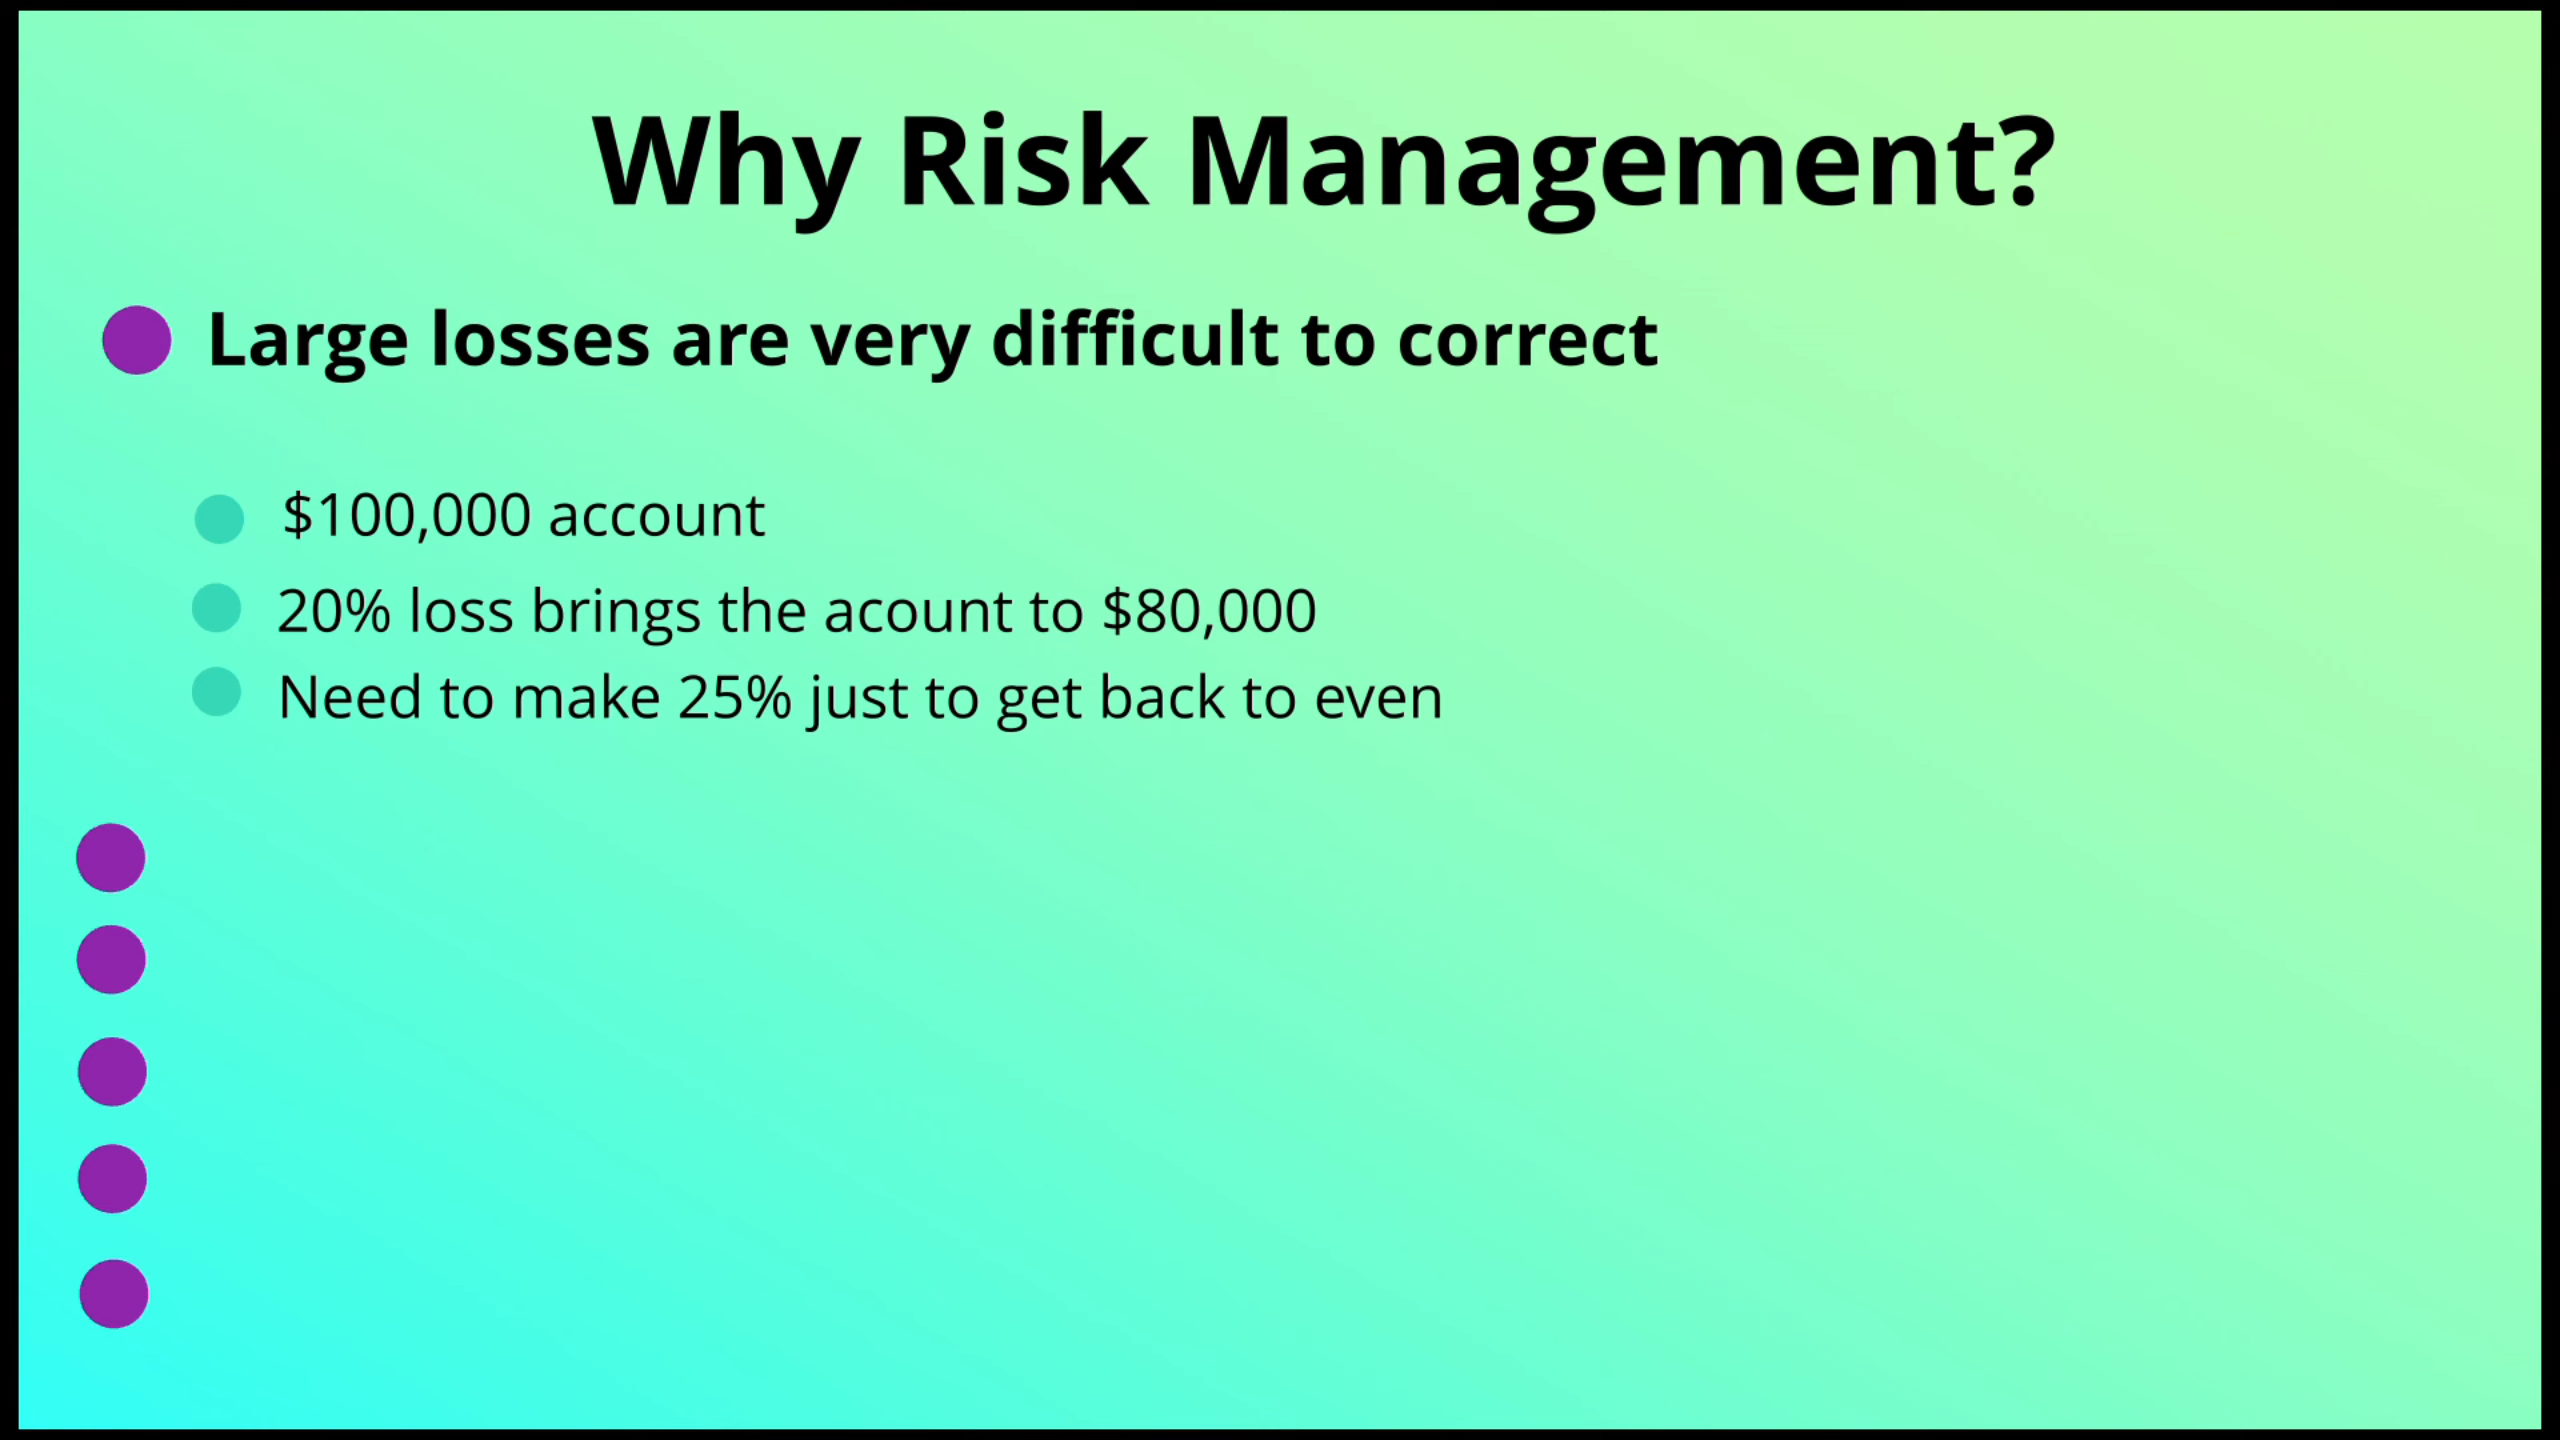 Why Risk Management?
Large losses are very difficult to correct
$100,000 account
20% loss brings the acount to $80,000
Need to make 25% just to get back to even